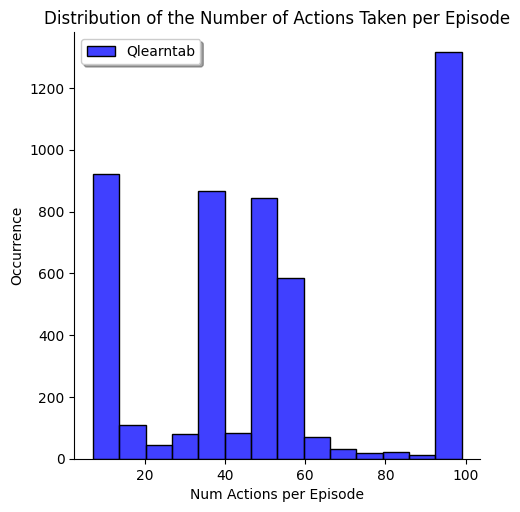 Distribution of the Number of Actions Taken per Episode
Qlearntab
1200
1000
800
600
400
200
0
Occurrence
20 40 60 80 100
Num Actions per Episode